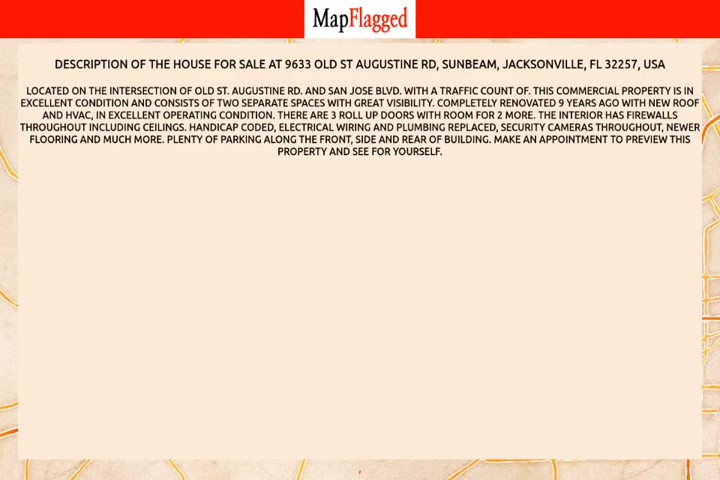 MapFlagged
DESCRIPTION OF THE HOUSE FOR SALE AT 9633 OLD ST AUGUSTINE RD, SUNBEAM, JACKSONVILLE, FL 32257, USA
LOCATED ON THE INTERSECTION OF OLD ST. AUGUSTINE RD. AND SAN JOSE BLVD. WITH A TRAFFIC COUNT OF. THIS COMMERCIAL PROPERTY IS IN
EXCELLENT CONDITION AND CONSISTS OF TWO SEPARATE SPACES WITH GREAT VISIBILITY. COMPLETELY RENOVATED 9 YEARS AGO WITH NEW ROOF
AND HVAC, IN EXCELLENT OPERATING CONDITION. THERE ARE 3 ROLL UP DOORS WITH ROOM FOR 2 MORE. THE INTERIOR HAS FIREWALLS
THROUGHOUT INCLUDING CEILINGS. HANDICAP CODED, ELECTRICAL WIRING AND PLUMBING REPLACED, SECURITY CAMERAS THROUGHOUT, NEWER
FLOORING AND MUCH MORE. PLENTY OF PARKING ALONG THE FRONT, SIDE AND REAR OF BUILDING. MAKE AN APPOINTMENT TO PREVIEW THIS
PROPERTY AND SEE FOR YOURSELF.